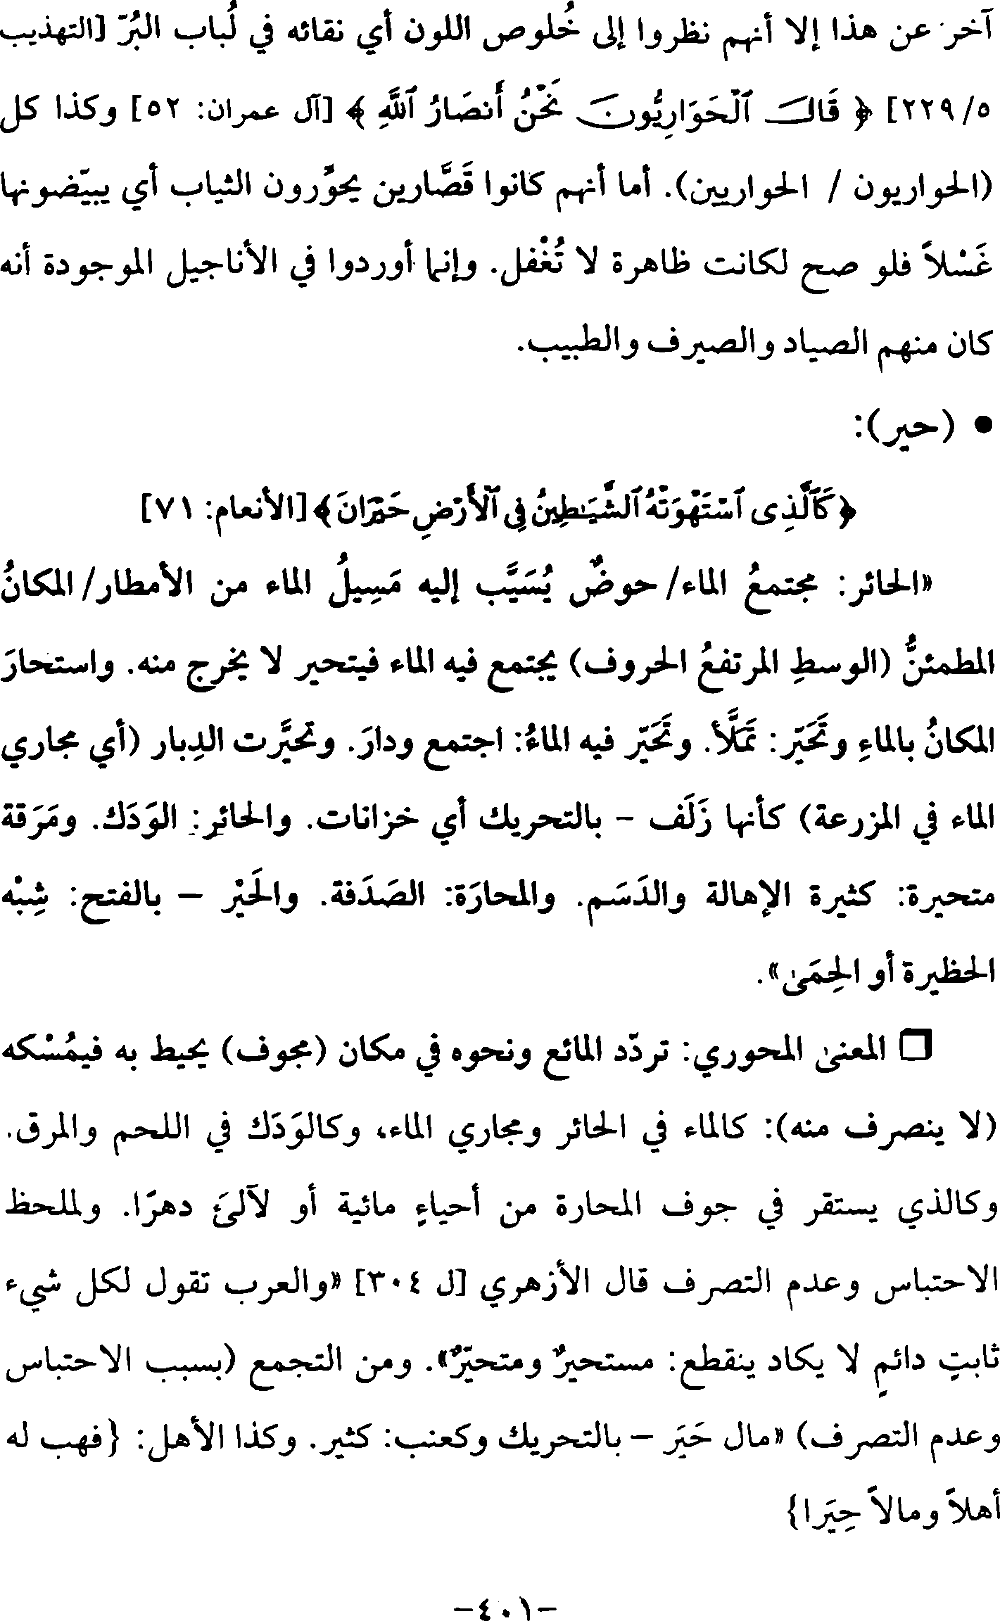 آخر عن هذا إلا أنهم نظروا إلى خُلوص اللون أي نقائه في لُباب البُرّ [التهذيب
٥/ ٢٢٩] ﴿ قَالَ ٱلْحَوَارِيُّونَ نَحْنُ أَنصَارُ ٱللَّهِ ﴾ [آل عمران: ٥٢] وكذا كل
(الحواريون / الحواريين). أما أنهم كانوا قَصَّارين يحوِّرون الثياب أي يبيّضونها
غَسْلاً فلو صح لكانت ظاهرة لا تُغْفل. وإنما أوردوا في الأناجيل الموجودة أنه
كان منهم الصياد والصيرف والطبيب.
● (حير):
﴿ كَٱلَّذِى ٱسْتَهْوَتْهُ ٱلشَّيَـٰطِينُ فِى ٱلْأَرْضِ حَيْرَانَ ﴾ [الأنعام: ٧١]
«الحائر: مجتمعُ الماء/ حوضٌ يُسَيَّب إليه مَسِيلُ الماء من الأمطار/ المكانُ
المطمئنُّ (الوسطِ المرتفعُ الحروف) يجتمع فيه الماء فيتحير لا يخرج منه. واستحارَ
المكانُ بالماءِ وتَحَيّر: تَمَلَّأ. وتَحَيّر فيه الماءُ: اجتمع ودارَ. وتحيَّرت الدِبار (أي مجاري
الماء في المزرعة) كأنها زَلَف - بالتحريك أي خزانات. والحائر: الوَدَك. ومَرَقة
متحيرة: كثيرة الإهالة والدَسَم. والمحارَة: الصَدَفة. والحَيْر – بالفتح: شِبْه
الحظيرة أو الحِمَىٰ».
❒ المعنىٰ المحوري: تردّد المائع ونحوه في مكان (مجوف) يحيط به فيمُسْكه
(لا ينصرف منه): كالماء في الحائر ومجاري الماء، وكالوَدَك في اللحم والمرق.
وكالذي يستقر في جوف المحارة من أحياءٍ مائية أو لآلئَ دهرًا. ولملحظ
الاحتباس وعدم التصرف قال الأزهري [ل ٣٠٤] «والعرب تقول لكل شيء
ثابتٍ دائمٍ لا يكاد ينقطع: مستحيرٌ ومتحيّرٌ». ومن التجمع (بسبب الاحتباس
وعدم التصرف) «مال حَيَر – بالتحريك وكعنب: كثير. وكذا الأهل: {فهب له
أهلاً ومالاً حِيَرا}
-٤٠١-